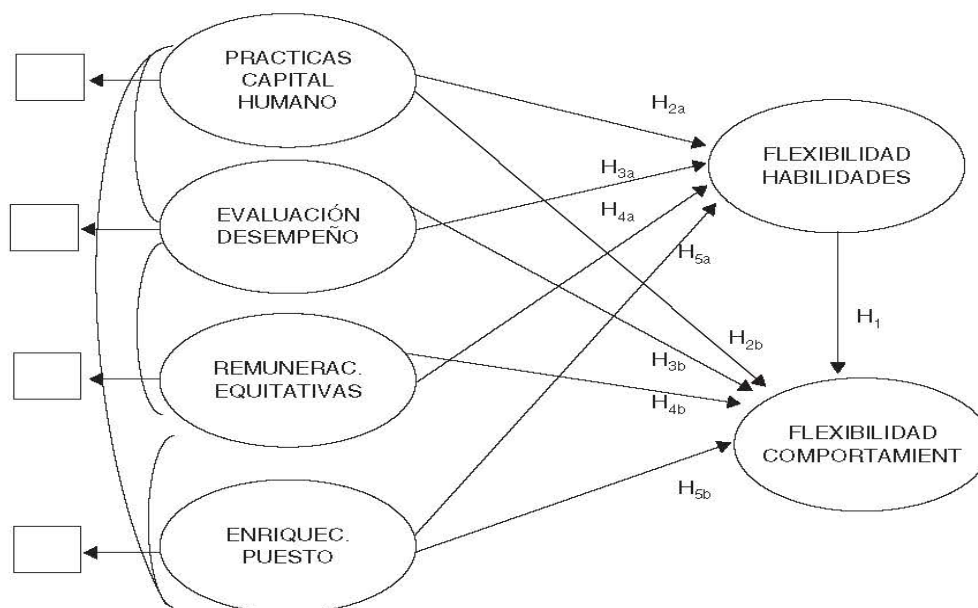 PRACTICAS
CAPITAL
HUMANO
H2a
FLEXIBILIDAD
HABILIDADES
H3a
EVALUACIÓN
DESEMPEÑO
H4a
H5a
H1
H2b
REMUNERAC.
EQUITATIVAS
H3b
H4b
FLEXIBILIDAD
COMPORTAMIENT
H5b
ENRIQUEC.
PUESTO